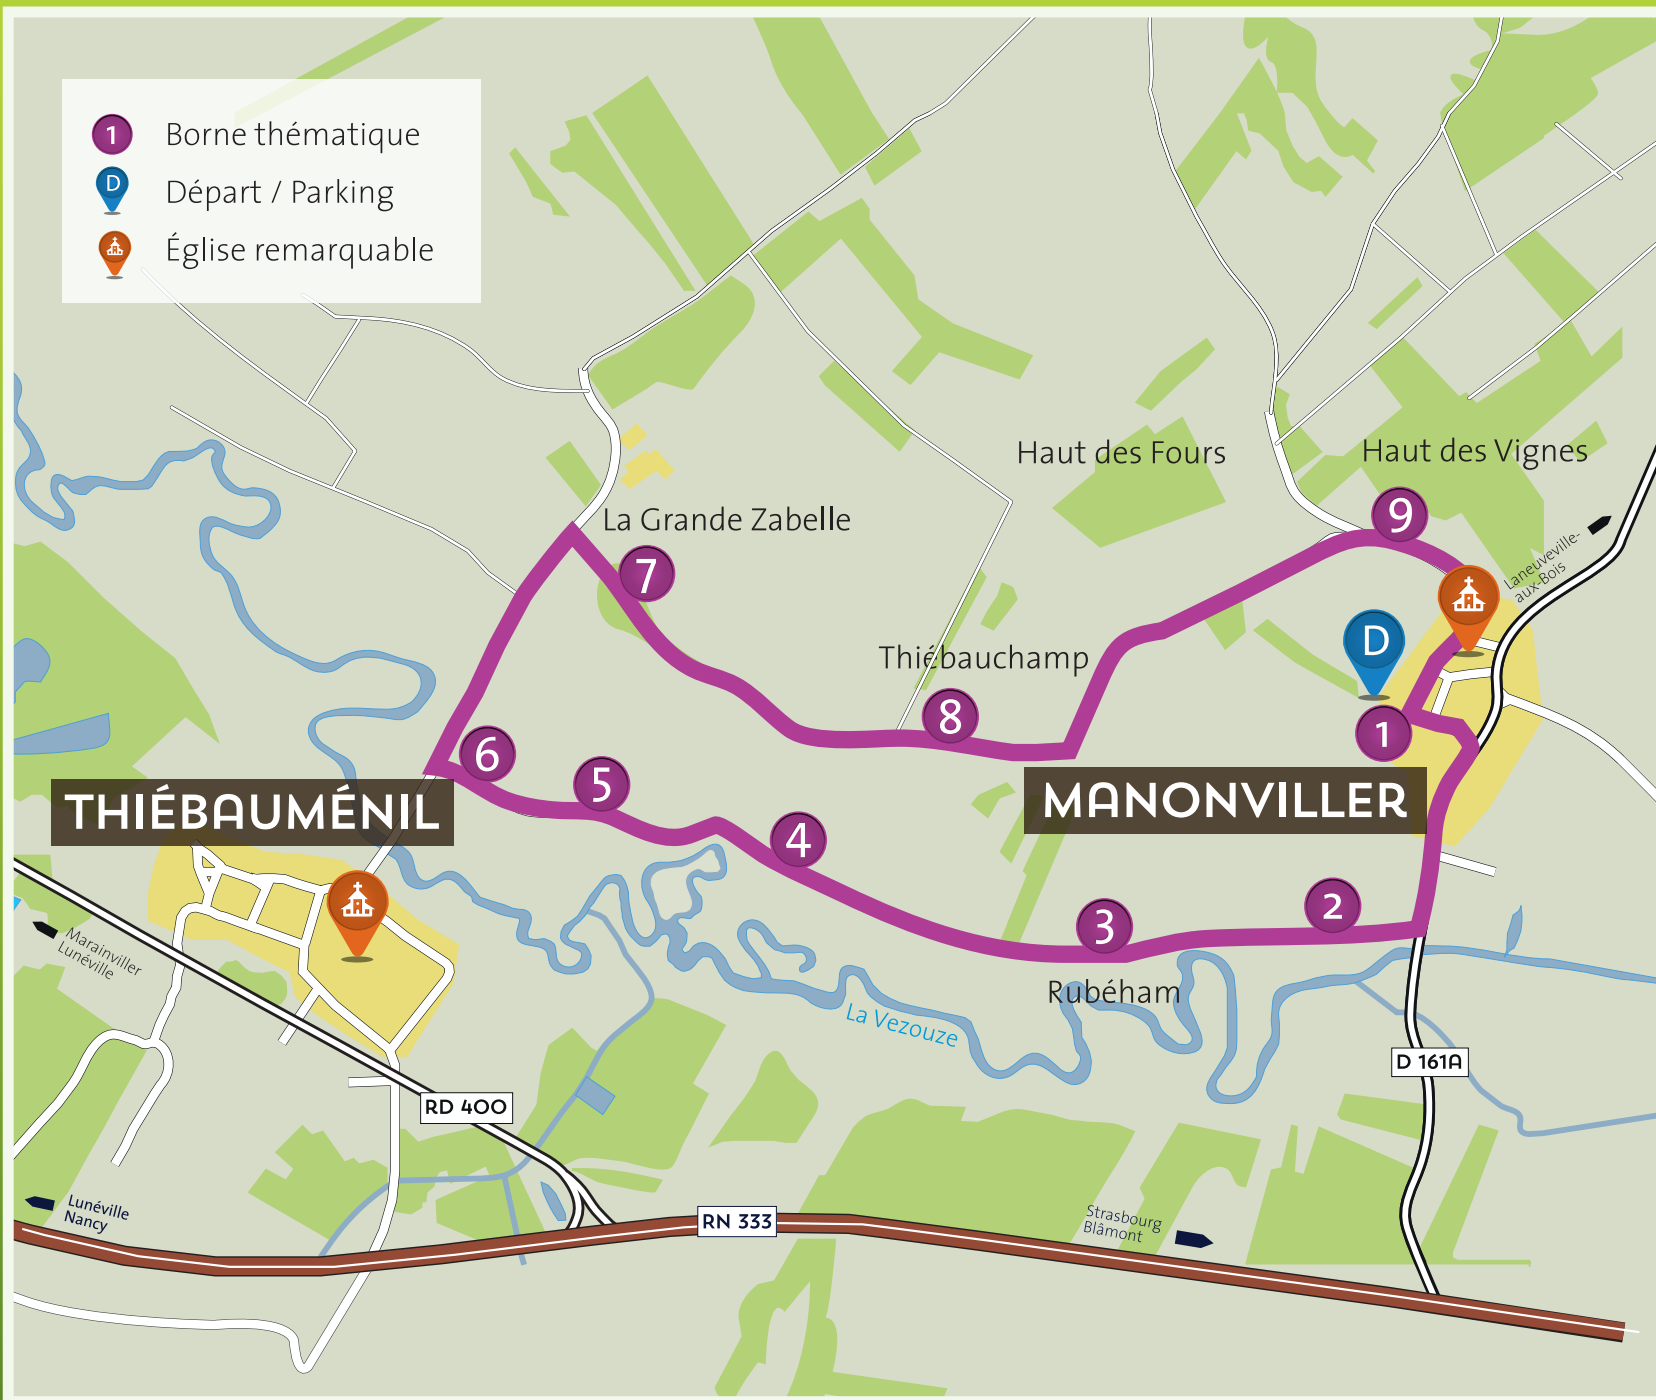 1 Borne thématique
D Départ / Parking
Église remarquable
Haut des Fours
Haut des Vignes
La Grande Zabelle
9
Laneuveville-
aux-Bois
7
D
Thiébauchamp
8
1
6
5
THIÉBAUMÉNIL
MANONVILLER
4
2
3
Marainviller
Lunéville
Rubéham
La Vezouze
D 161A
RD 400
Lunéville
Nancy
RN 333
Strasbourg
Blâmont